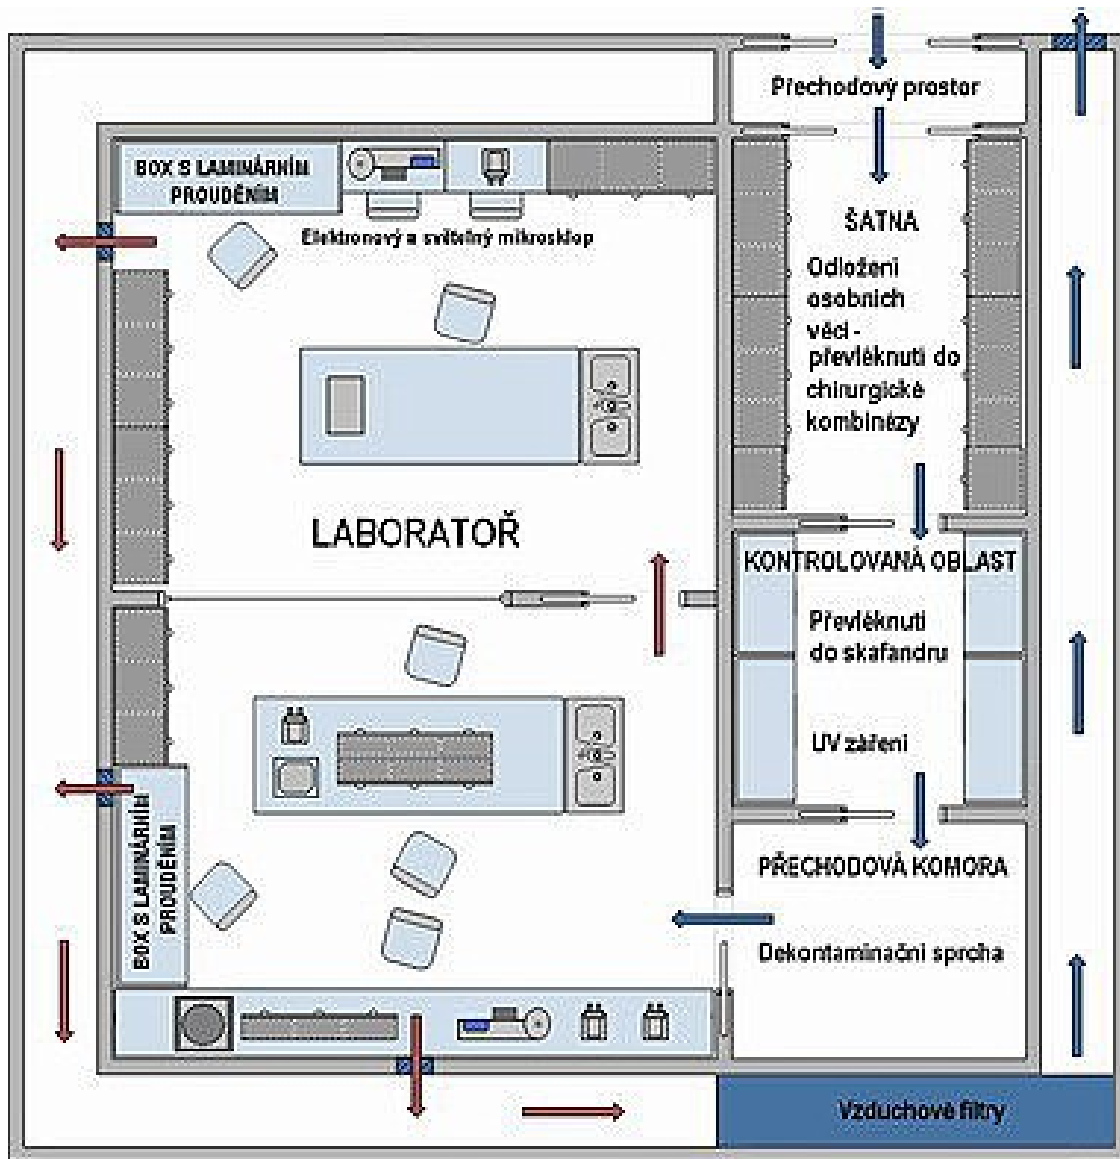 Přechodový prostor
BOX S LAMINÁRNÍM
PROUDĚNÍM
Elektronový a světelný mikrosklop
ŠATNA
Odložení
osobních
věcí -
převléknutí do
chirurgické
kombinézy
LABORATOŘ
KONTROLOVANÁ OBLAST
Převléknutí
do skafandru
UV záření
BOX S LAMINÁRNÍM
PROUDĚNÍM
PŘECHODOVÁ KOMORA
Dekontaminační sprcha
Vzduchové filtry